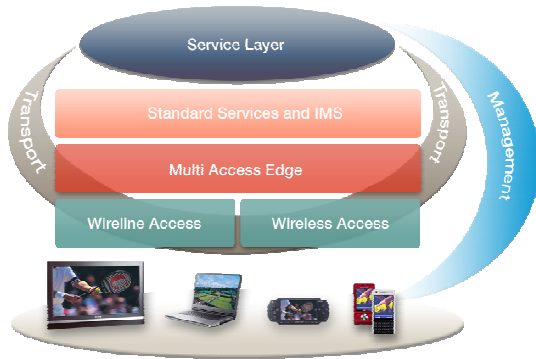 Service Layer
Transport
Transport
Management
Standard Services and IMS
Multi Access Edge
Wireline Access
Wireless Access